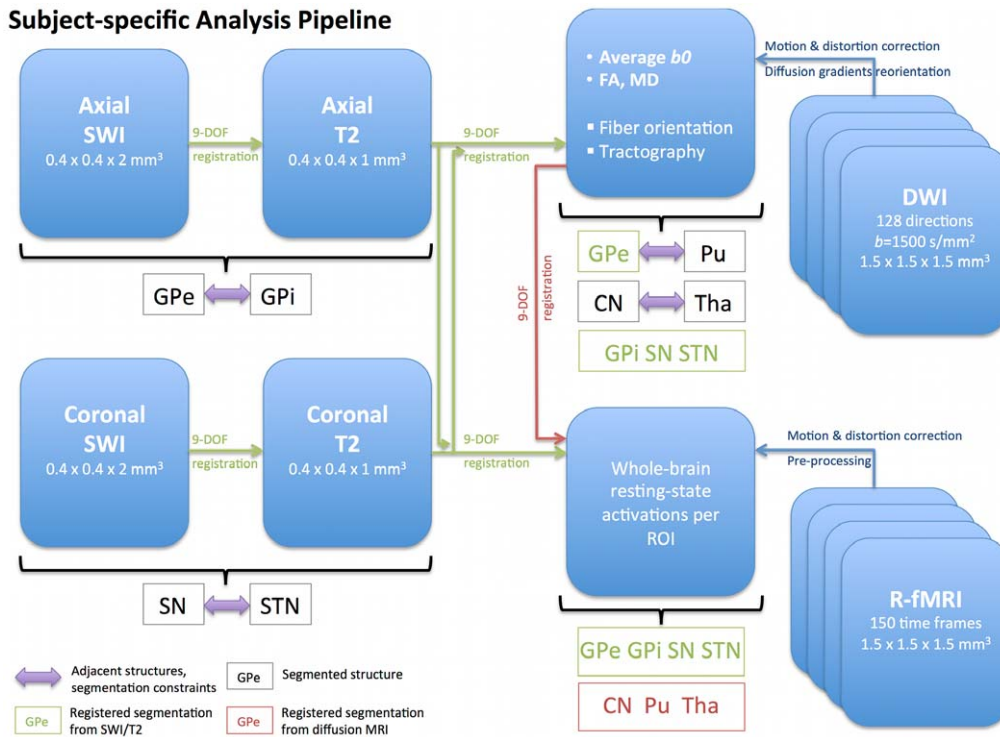 Subject-specific Analysis Pipeline
Axial
SWI
0.4 x 0.4 x 2 mm³
9-DOF
registration
Axial
T2
0.4 x 0.4 x 1 mm³
9-DOF
registration
• Average b0
• FA, MD
▪ Fiber orientation
▪ Tractography
Motion & distortion correction
Diffusion gradients reorientation
DWI
128 directions
b=1500 s/mm²
1.5 x 1.5 x 1.5 mm³
GPe GPi
GPe Pu
CN Tha
GPi SN STN
9-DOF
registration
Coronal
SWI
0.4 x 0.4 x 2 mm³
9-DOF
registration
Coronal
T2
0.4 x 0.4 x 1 mm³
9-DOF
registration
Whole-brain
resting-state
activations per
ROI
Motion & distortion correction
Pre-processing
R-fMRI
150 time frames
1.5 x 1.5 x 1.5 mm³
SN STN
GPe GPi SN STN
CN Pu Tha
Adjacent structures,
segmentation constraints
GPe Segmented structure
GPe Registered segmentation
from SWI/T2
GPe Registered segmentation
from diffusion MRI